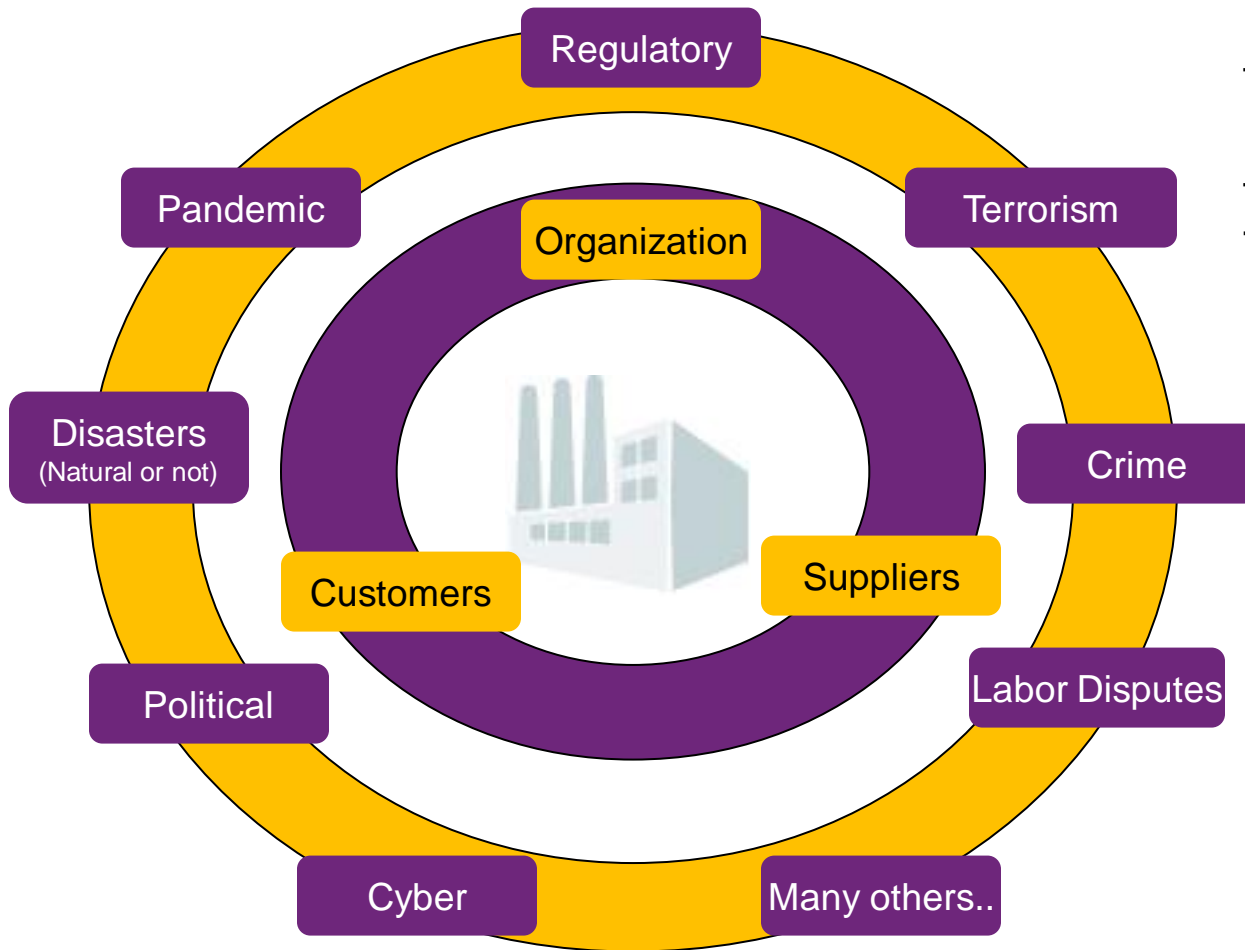 Regulatory
Pandemic
Terrorism
Organization
Disasters
(Natural or not)
Crime
Customers
Suppliers
Political
Labor Disputes
Cyber
Many others..